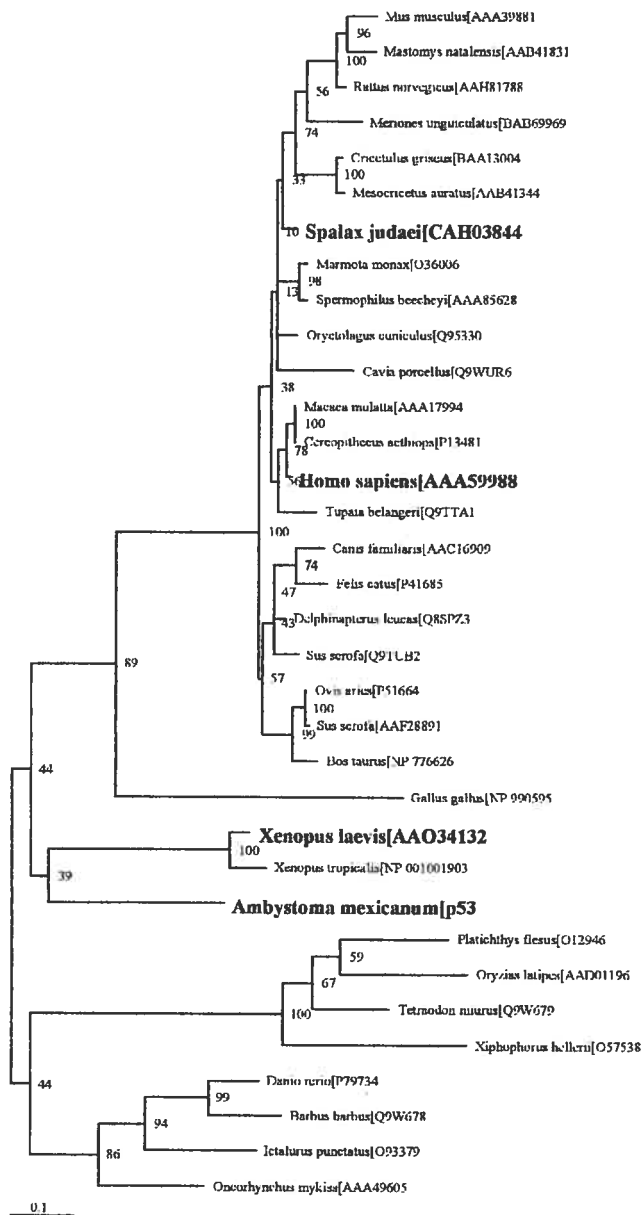 Mus musculus[AAA39881
96
Mastomys natalensis[AAB41831
100
Rattus norvegicus[AAH81788
56
Meriones unguiculatus[BAB69969
74
Cricetulus griseus[BAA13004
100
33
Mesocricetus auratus[AAB41344
10
Spalax judaei[CAH03844
Marmota monax[O36006
98
13
Spermophilus beecheyi[AAA85628
Oryctolagus cuniculus[Q95330
Cavia porcellus[Q9WUR6
38
Macaca mulatta[AAA17994
100
Cercopithecus aethiops[P13481
78
56
Homo sapiens[AAA59988
Tupaia belangeri[Q9TTA1
100
Canis familiaris[AAC16909
74
Felis catus[P41685
47
Delphinapterus leucas[Q8SPZ3
43
Sus scrofa[Q9TUB2
89
57
Ovis aries[P51664
100
Sus scrofa[AAF28891
99
Bos taurus[NP 776626
44
Gallus gallus[NP 990595
Xenopus laevis[AAO34132
100
Xenopus tropicalis[NP 001001903
39
Ambystoma mexicanum[p53
Platichthys flesus[O12946
59
Oryzias latipes[AAD01196
67
Tetraodon miurus[Q9W679
100
Xiphophorus hellerii[O57538
44
Danio rerio[P79734
99
Barbus barbus[Q9W678
94
Ictalurus punctatus[O93379
86
Oncorhynchus mykiss[AAA49605
0.1